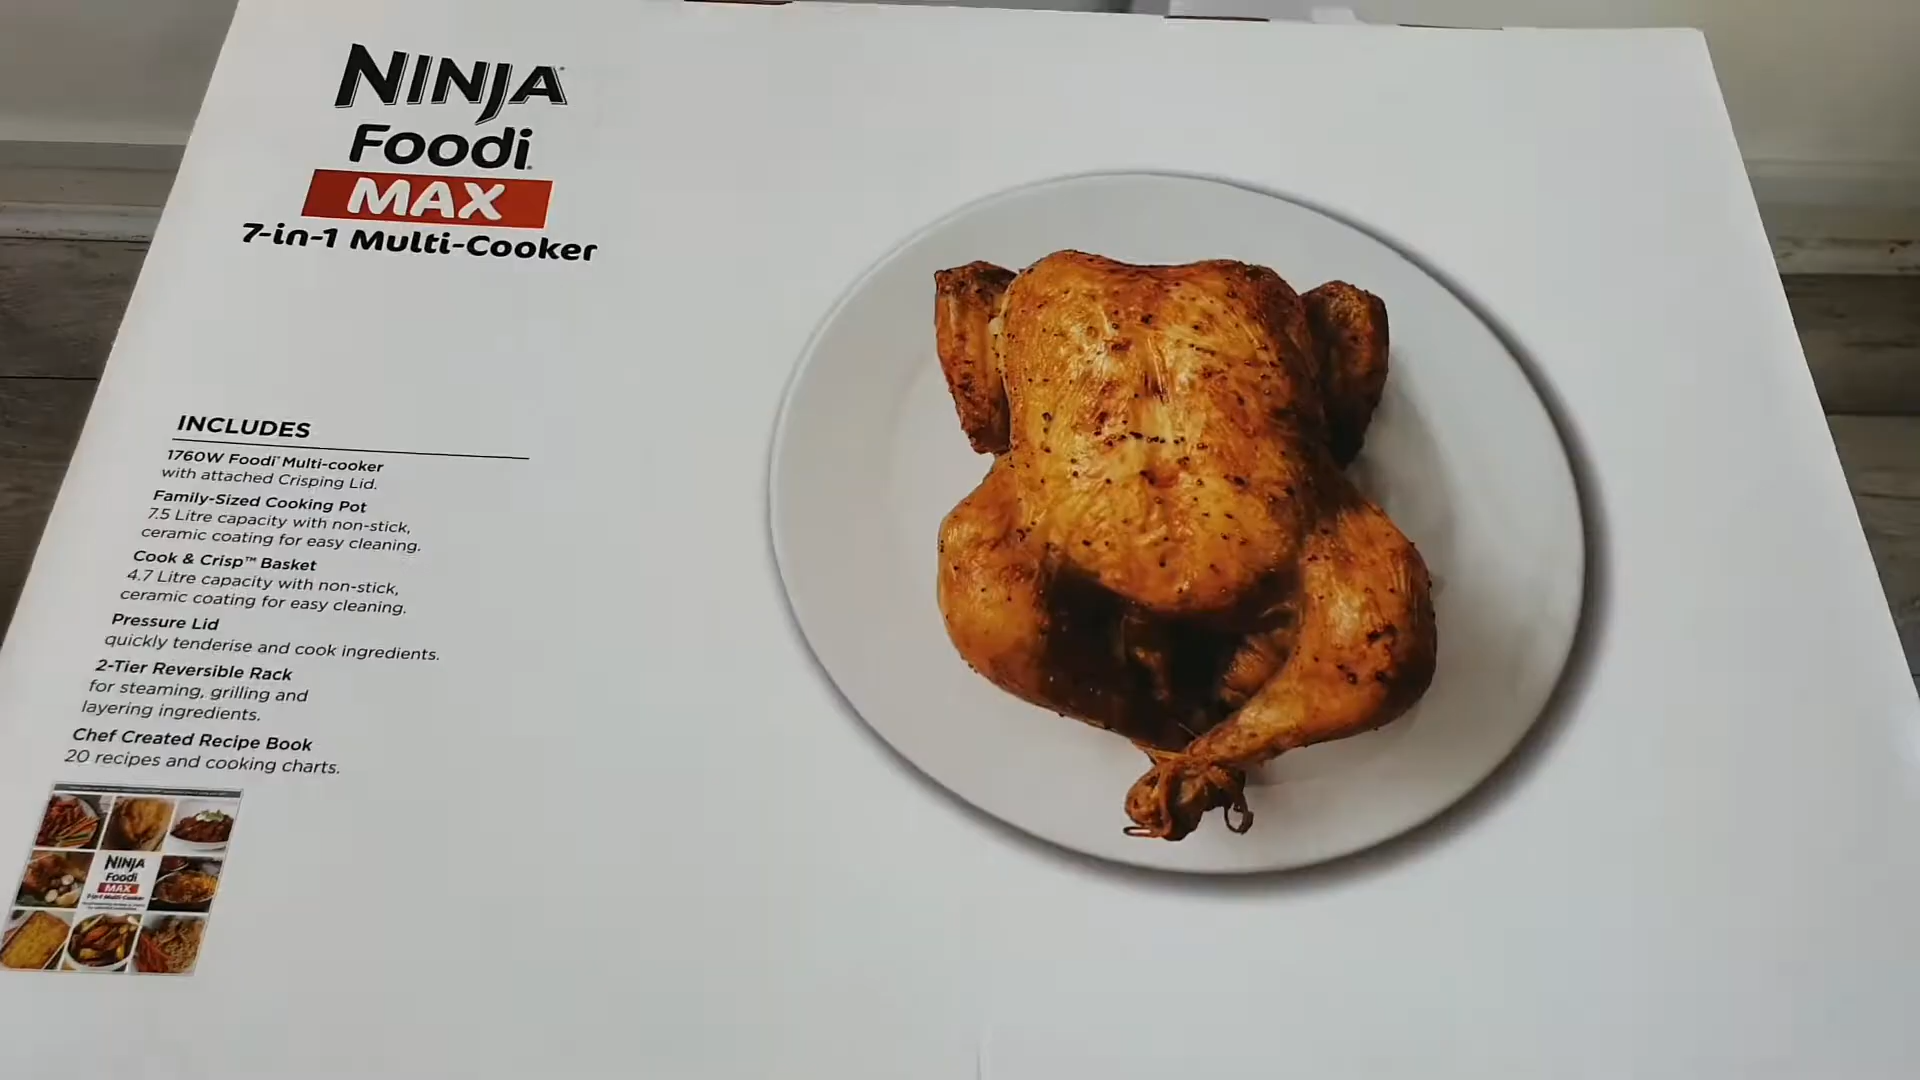 NINJA
Foodi
MAX
7-in-1 Multi-Cooker
INCLUDES
1760W Foodi® Multi-cooker
with attached Crisping Lid.
Family-Sized Cooking Pot
7.5 Litre capacity with non-stick,
ceramic coating for easy cleaning.
Cook & Crisp™ Basket
4.7 Litre capacity with non-stick,
ceramic coating for easy cleaning.
Pressure Lid
quickly tenderise and cook ingredients.
2-Tier Reversible Rack
for steaming, grilling and
layering ingredients.
Chef Created Recipe Book
20 recipes and cooking charts.
NINJA
Foodi
MAX
7-in-1 Multi-Cooker